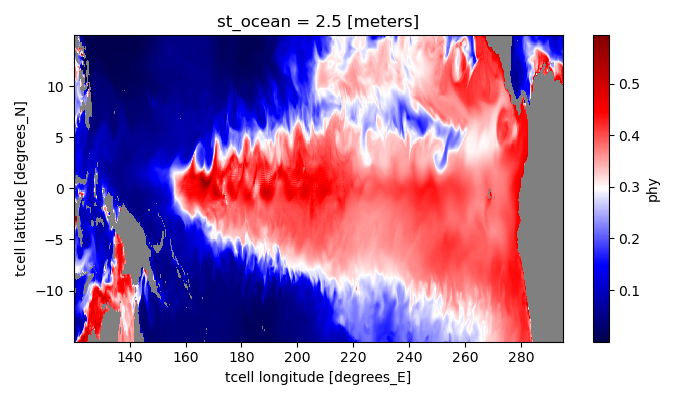 st_ocean = 2.5 [meters]
tcell latitude [degrees_N]
10
5
0
−5
−10
140 160 180 200 220 240 260 280
tcell longitude [degrees_E]
0.5
0.4
0.3
0.2
0.1
phy